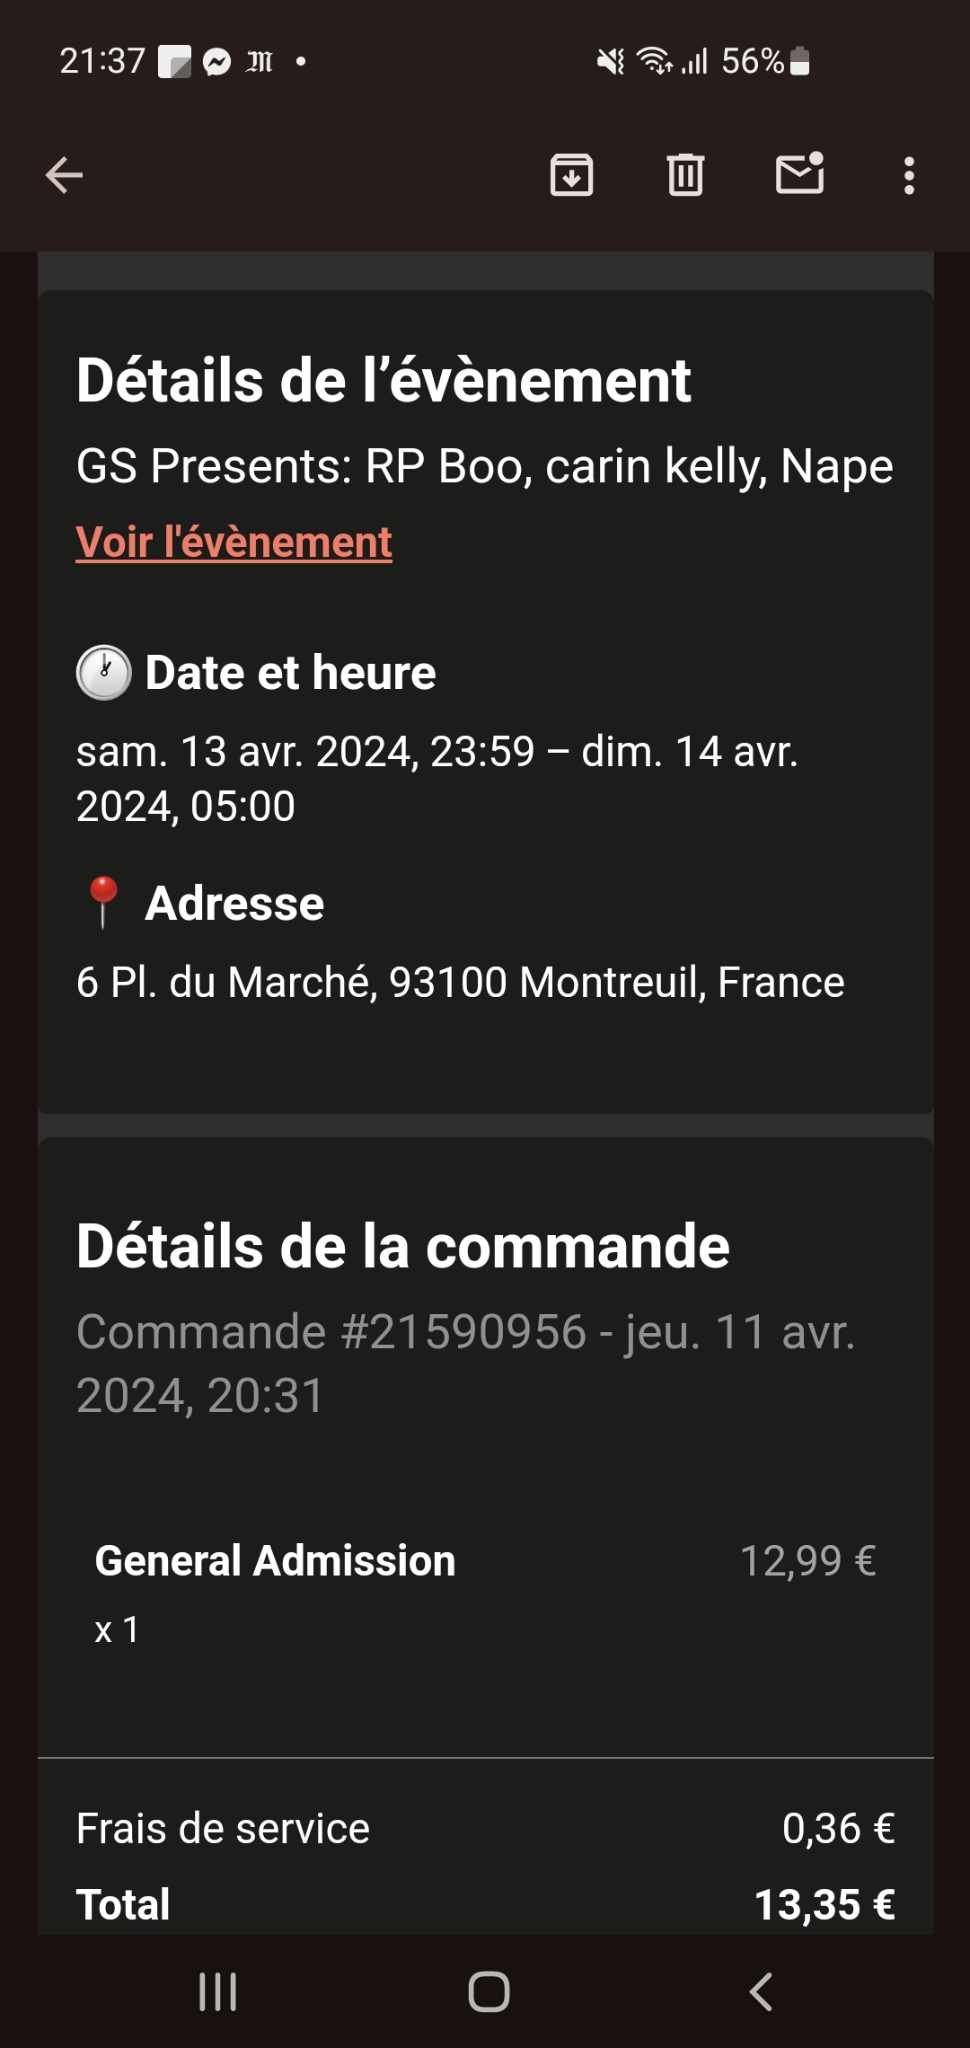 21:37 56%
Détails de l’évènement
GS Presents: RP Boo, carin kelly, Nape
Voir l'évènement
Date et heure
sam. 13 avr. 2024, 23:59 – dim. 14 avr.
2024, 05:00
Adresse
6 Pl. du Marché, 93100 Montreuil, France
Détails de la commande
Commande #21590956 - jeu. 11 avr.
2024, 20:31
General Admission 12,99 €
x 1
Frais de service 0,36 €
Total 13,35 €